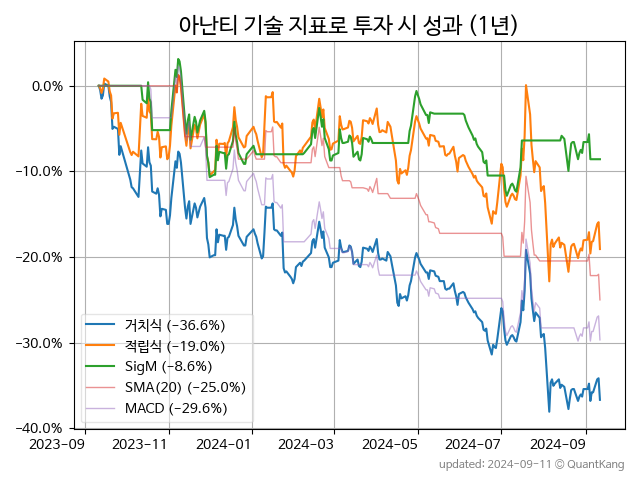 아난티 기술 지표로 투자 시 성과 (1년)
0.0%
−10.0%
−20.0%
−30.0%
−40.0%
거치식 (−36.6%)
적립식 (−19.0%)
SigM (−8.6%)
SMA(20) (−25.0%)
MACD (−29.6%)
2023-09 2023-11 2024-01 2024-03 2024-05 2024-07 2024-09
updated: 2024-09-11 © QuantKang